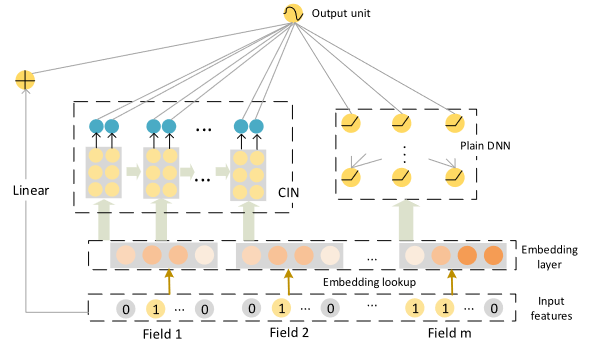 Output unit
Plain DNN
...
...
CIN
Linear
Embedding
layer
...
Embedding lookup
0 1 ... 0 0 1 ... 0 ... 1 1 ... 0
Input
features
Field 1 Field 2 Field m